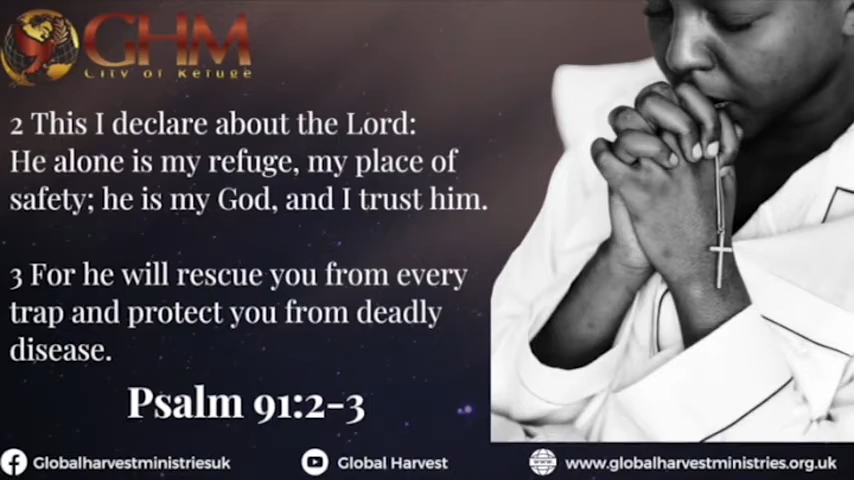 GHM
City of Refuge
2 This I declare about the Lord:
He alone is my refuge, my place of
safety; he is my God, and I trust him.
3 For he will rescue you from every
trap and protect you from deadly
disease.
Psalm 91:2-3
Globalharvestministriesuk
Global Harvest
www.globalharvestministries.org.uk